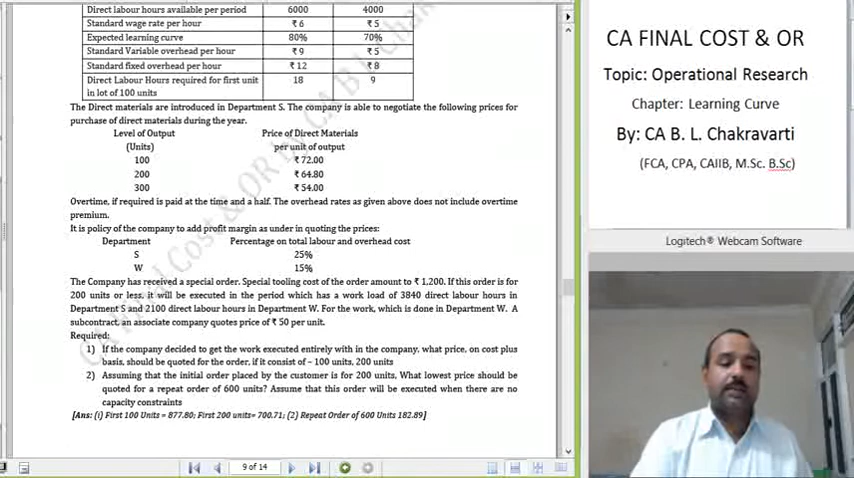 Direct labour hours available per period 6000 4000
Standard wage rate per hour ₹ 6 ₹ 5
Expected learning curve 80% 70%
Standard Variable overhead per hour ₹ 9 ₹ 5
Standard fixed overhead per hour ₹ 12 ₹ 8
Direct Labour Hours required for first unit 18 9
in lot of 100 units
The Direct materials are introduced in Department S. The company is able to negotiate the following prices for
purchase of direct materials during the year.
Level of Output Price of Direct Materials
(Units) per unit of output
100 ₹ 72.00
200 ₹ 64.80
300 ₹ 54.00
Overtime, if required is paid at the time and a half. The overhead rates as given above does not include overtime
premium.
It is policy of the company to add profit margin as under in quoting the prices:
Department Percentage on total labour and overhead cost
S 25%
W 15%
The Company has received a special order. Special tooling cost of the order amount to ₹ 1,200. If this order is for
200 units or less, it will be executed in the period which has a work load of 3840 direct labour hours in
Department S and 2100 direct labour hours in Department W. For the work, which is done in Department W. A
subcontract, an associate company quotes price of ₹ 50 per unit.
Required:
1) If the company decided to get the work executed entirely with in the company, what price, on cost plus
basis, should be quoted for the order, if it consist of – 100 units, 200 units
2) Assuming that the initial order placed by the customer is for 200 units, What lowest price should be
quoted for a repeat order of 600 units? Assume that this order will be executed when there are no
capacity constraints
[Ans: (i) First 100 Units = 877.80; First 200 units= 700.71; (2) Repeat Order of 600 Units 182.89]
9 of 14
CA FINAL COST & OR
Topic: Operational Research
Chapter: Learning Curve
By: CA B. L. Chakravarti
(FCA, CPA, CAIIB, M.Sc. B.Sc)
Logitech® Webcam Software